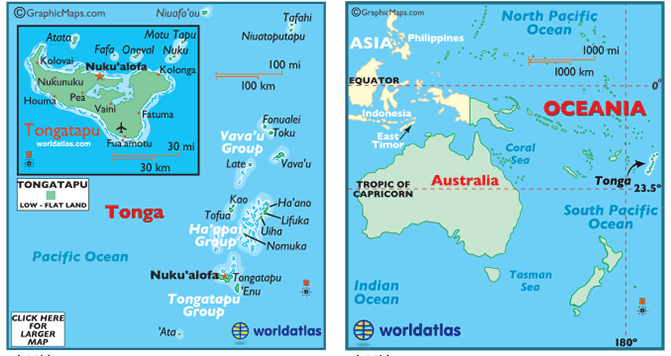 ©GraphicMaps.com
Niuafo'ou
Tafahi
Niuatoputapu
Atata
Motu Tapu
Fafa
Oneval
Nuku
Nuku'alofa
Kolovai
Kolonga
Nukunuku
Houma
Pea
Vaini
Fatuma
Tongatapu
worldatlas.com
Fua'amotu
30 mi
30 km
100 mi
100 km
TONGATAPU
LOW - FLAT LAND
Fonualei
Toku
Vava'u
Group
Late
Vava'u
Tonga
Kao
Tofua
Ha'ano
Lifuka
Ha'apai
Group
Uiha
Nomuka
Pacific Ocean
Nuku'alofa
Tongatapu
'Enu
Tongatapu
Group
CLICK HERE
FOR
LARGER
MAP
'Ata
worldatlas
©GraphicMaps.com
North Pacific
Ocean
ASIA
Philippines
1000 mi
1000 km
EQUATOR
0°
OCEANIA
Indonesia
East
Timor
Coral
Sea
Tonga
TROPIC OF
CAPRICORN
Australia
23.5°
South Pacific
Ocean
Indian
Ocean
Tasman
Sea
worldatlas
180°